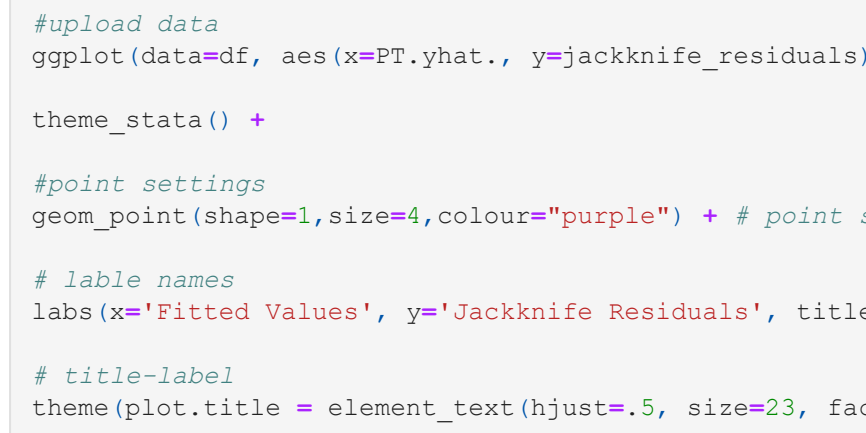 #upload data
ggplot(data=df, aes(x=PT.yhat., y=jackknife_residuals)
theme_stata() +
#point settings
geom_point(shape=1,size=4,colour="purple") + # point
# lable names
labs(x='Fitted Values', y='Jackknife Residuals', title
# title-label
theme(plot.title = element_text(hjust=.5, size=23,